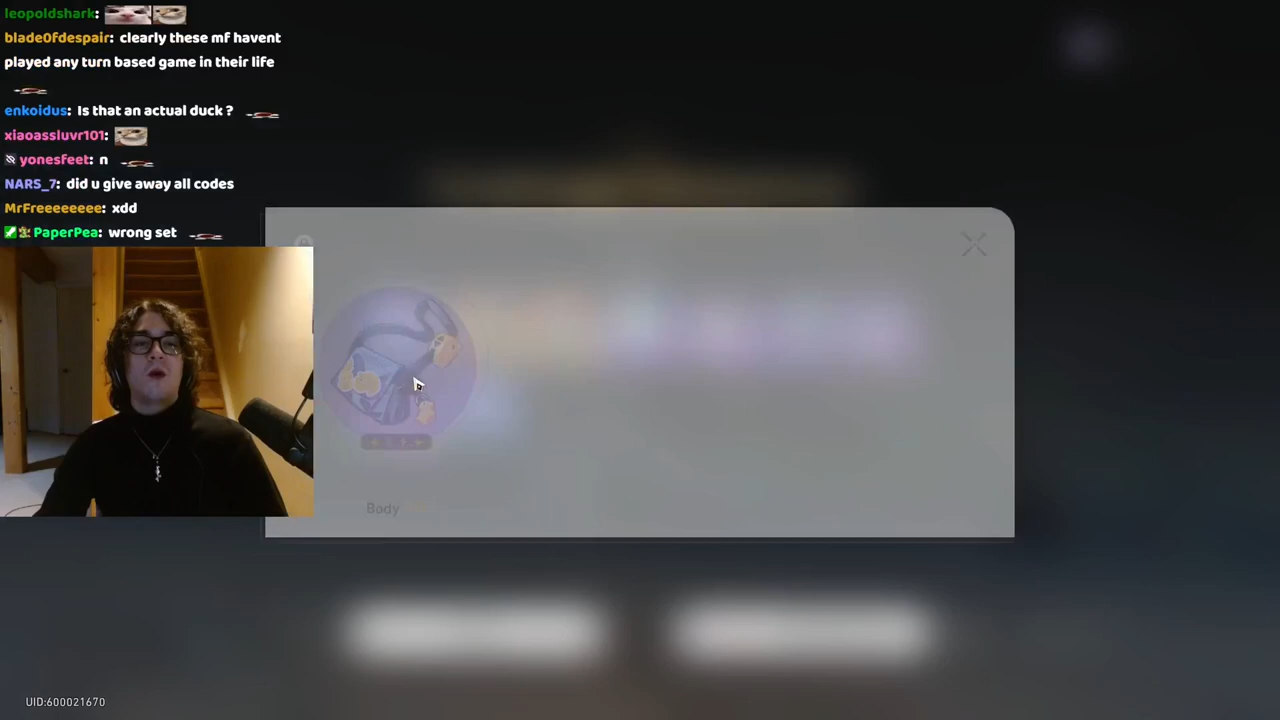 leopoldshark:
blade0fdespair: clearly these mf havent
played any turn based game in their life
enkoidus: Is that an actual duck ?
xiaoassluvr101:
yonesfeet: n
NARS_7: did u give away all codes
MrFreeeeeeee: xdd
PaperPea: wrong set
Body
UID:600021670